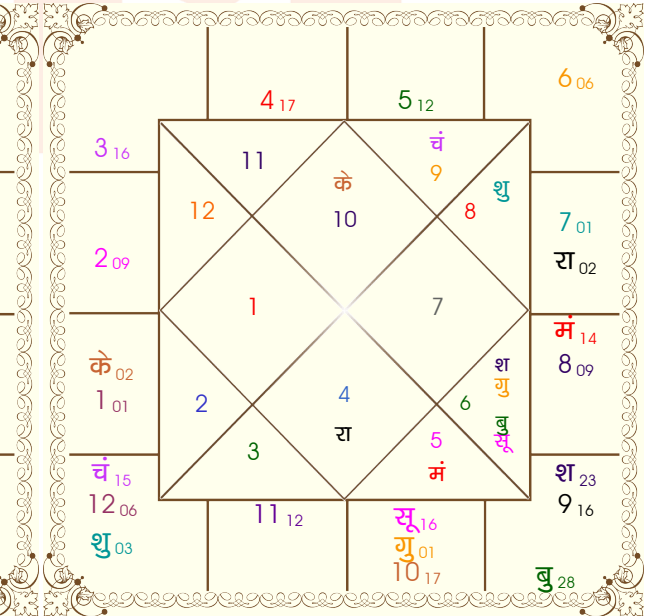 6 06
4 17
5 12
3 16
11
चं
9
के
10
शु
8
12
7 01
रा 02
2 09
1
7
मं 14
8 09
के 02
1 01
श
गु
बु
सू
6
2
4
रा
3
5
मं
चं 15
12 06
शु 03
श 23
9 16
11 12
सू 16
गु 01
10 17
बु 28